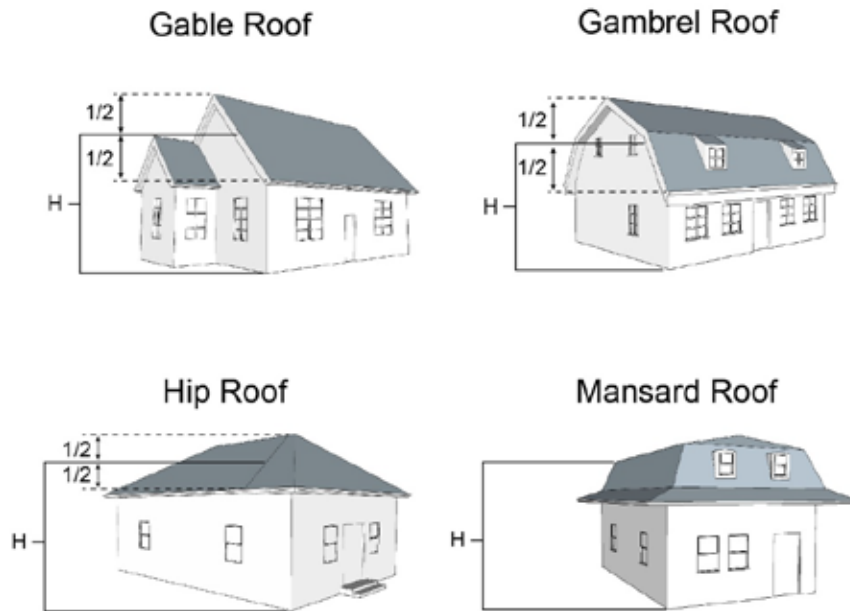 Gable Roof
Gambrel Roof
1/2
1/2
H
1/2
1/2
H
Hip Roof
Mansard Roof
1/2
1/2
H
H